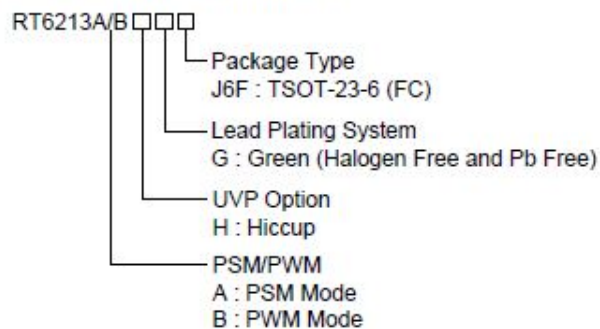 RT6213A/B
Package Type
J6F : TSOT-23-6 (FC)
Lead Plating System
G : Green (Halogen Free and Pb Free)
UVP Option
H : Hiccup
PSM/PWM
A : PSM Mode
B : PWM Mode